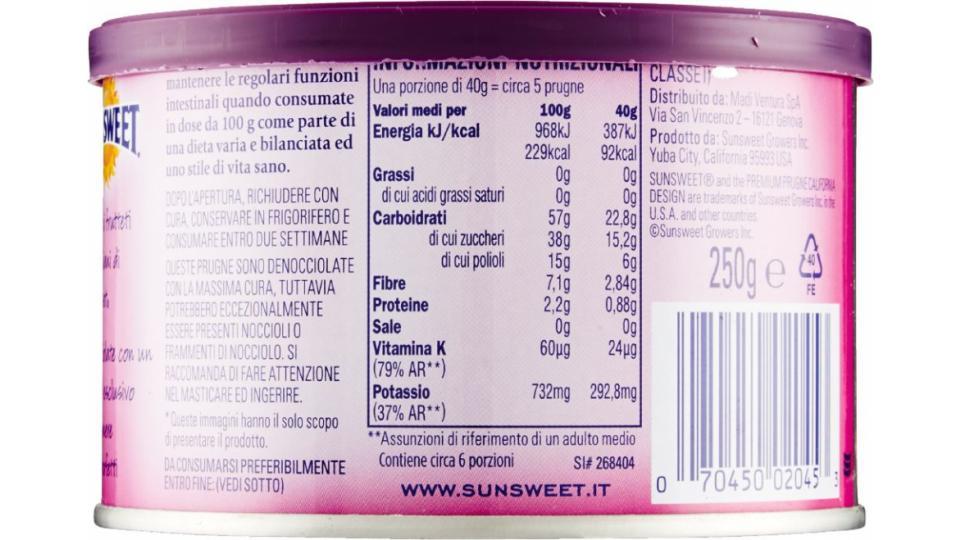 SWEET.
frutteti
con un
mantenere le regolari funzioni
intestinali quando consumate
in dose da 100 g come parte di
una dieta varia e bilanciata ed
uno stile di vita sano.
DOPO L'APERTURA, RICHIUDERE CON
CURA, CONSERVARE IN FRIGORIFERO E
CONSUMARE ENTRO DUE SETTIMANE
QUESTE PRUGNE SONO DENOCCIOLATE
CON LA MASSIMA CURA, TUTTAVIA
POTREBBERO ECCEZIONALMENTE
ESSERE PRESENTI NOCCIOLI O
FRAMMENTI DI NOCCIOLO. SI
RACCOMANDA DI FARE ATTENZIONE
NEL MASTICARE ED INGERIRE.
* Queste immagini hanno il solo scopo
di presentare il prodotto.
DA CONSUMARSI PREFERIBILMENTE
ENTRO FINE: (VEDI SOTTO)
INFORMAZIONI NUTRIZIONALI
Una porzione di 40g = circa 5 prugne
Valori medi per 100g 40g
Energia kJ/kcal 968kJ 387kJ
229kcal 92kcal
Grassi 0g 0g
di cui acidi grassi saturi 0g 0g
Carboidrati 57g 22,8g
di cui zuccheri 38g 15,2g
di cui polioli 15g 6g
Fibre 7,1g 2,84g
Proteine 2,2g 0,88g
Sale 0g 0g
Vitamina K 60µg 24µg
(79% AR**)
Potassio 732mg 292,8mg
(37% AR**)
**Assunzioni di riferimento di un adulto medio
Contiene circa 6 porzioni SI# 268404
WWW.SUNSWEET.IT
CLASSE
Distribuito da: Madi Ventura SpA
Via San Vincenzo 2 – 16121 Genova
Prodotto da: Sunsweet Growers Inc.
Yuba City, California 95993 USA
SUNSWEET® and the PREMIUM PRUGNE CALIFORNIA
DESIGN are trademarks of Sunsweet Growers Inc. in the
U.S.A. and other countries.
©Sunsweet Growers Inc.
250g e
40
FE
0 70450 02045 3